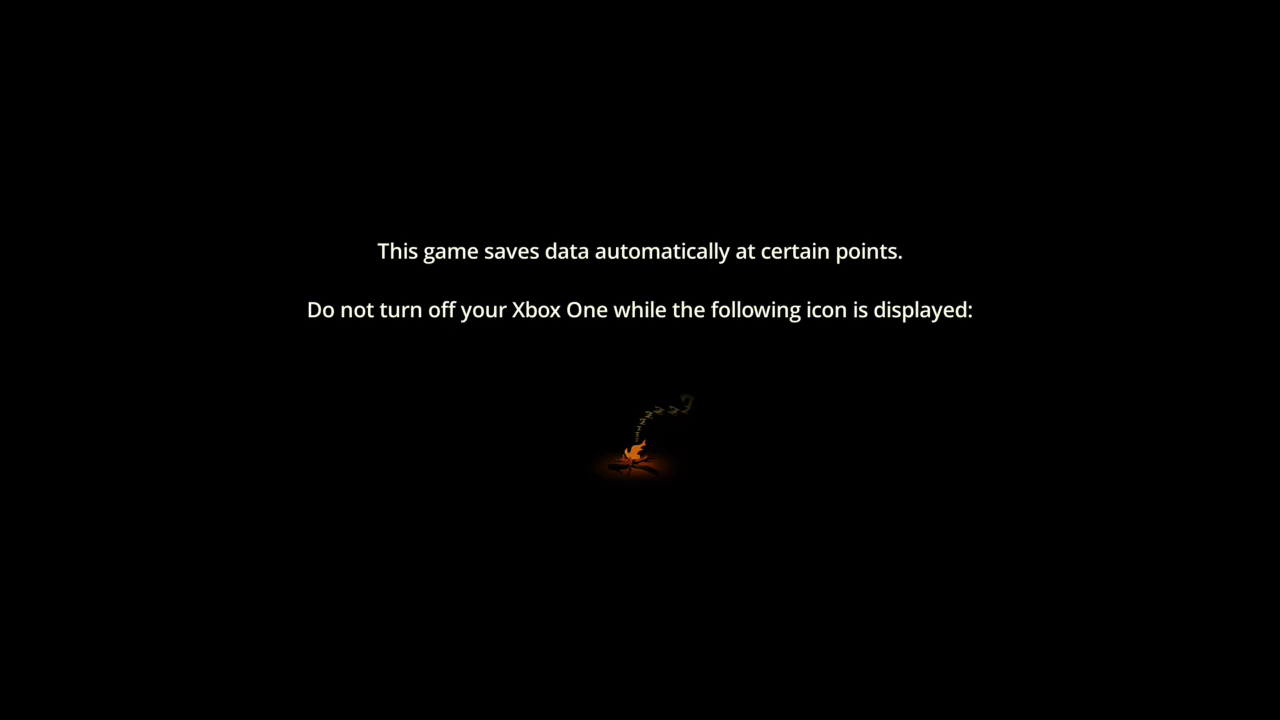 This game saves data automatically at certain points.
Do not turn off your Xbox One while the following icon is displayed: